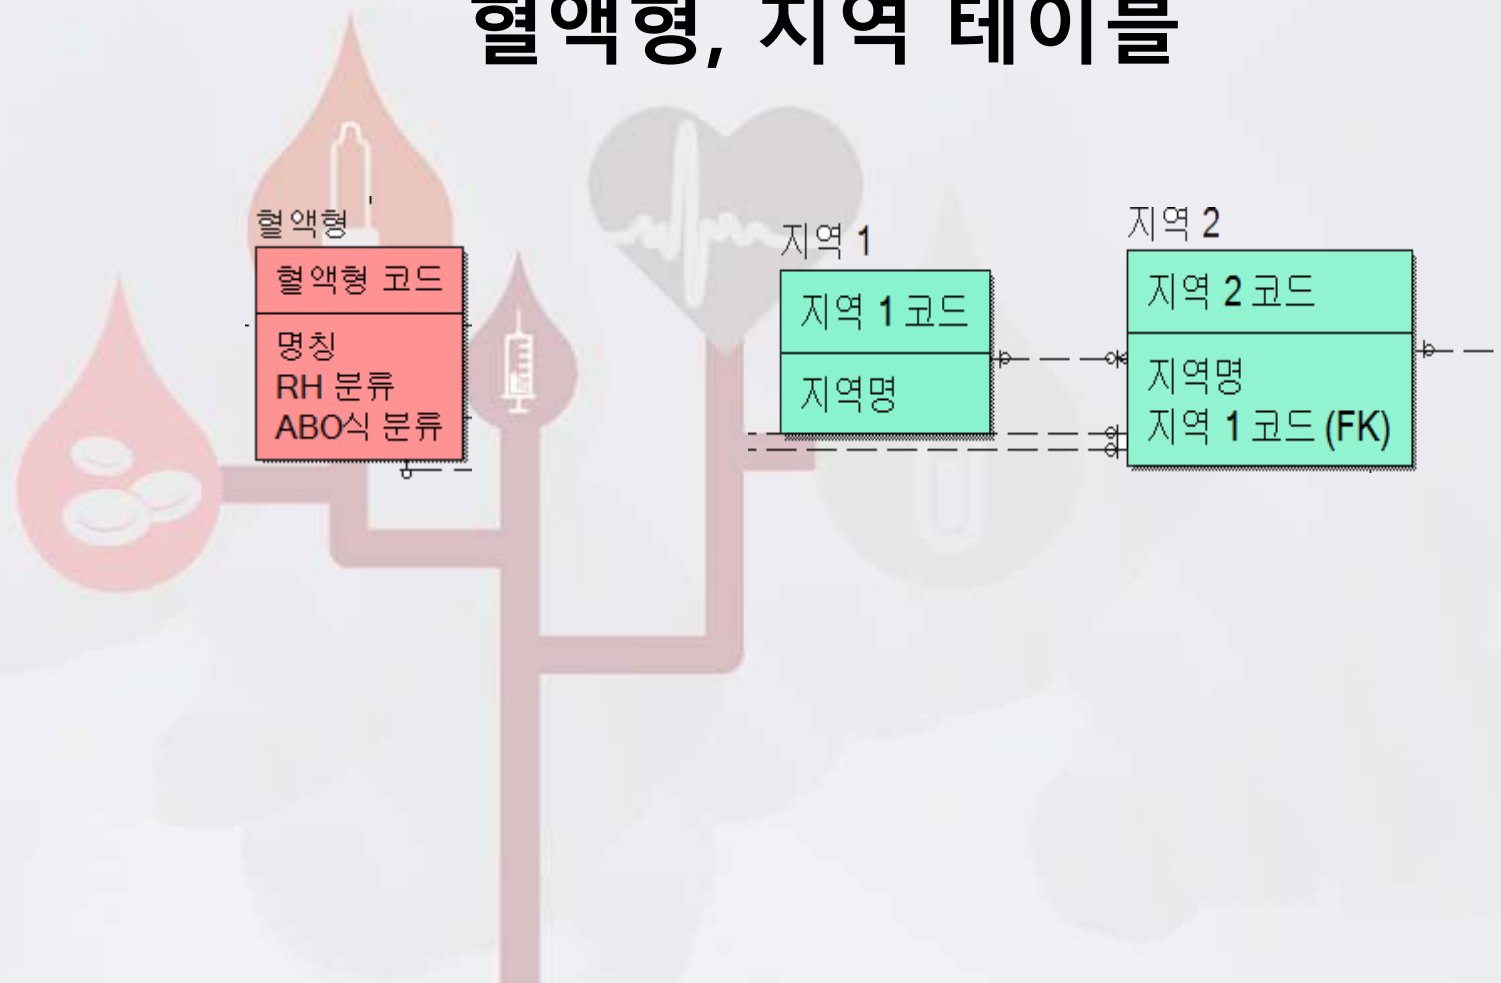 혈액형, 지역 테이블
혈액형
혈액형 코드
명칭
RH 분류
ABO식 분류
지역 1
지역 1 코드
지역명
지역 2
지역 2 코드
지역명
지역 1 코드 (FK)